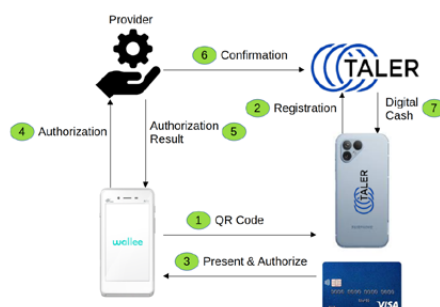 Provider
6 Confirmation
TALER
4 Authorization
Authorization
Result 5
2 Registration
Digital
Cash 7
TALER
wallee
1 QR Code
3 Present & Authorize
VISA